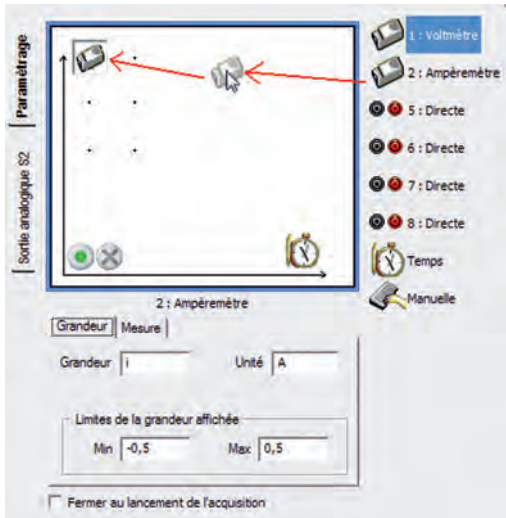 Paramétrage
Sortie analogique S2
1 : Voltmètre
2 : Ampèremètre
5 : Directe
6 : Directe
7 : Directe
8 : Directe
Temps
Manuelle
2 : Ampèremètre
Grandeur Mesure
Grandeur i Unité A
Limites de la grandeur affichée
Min -0,5 Max 0,5
Fermer au lancement de l'acquisition